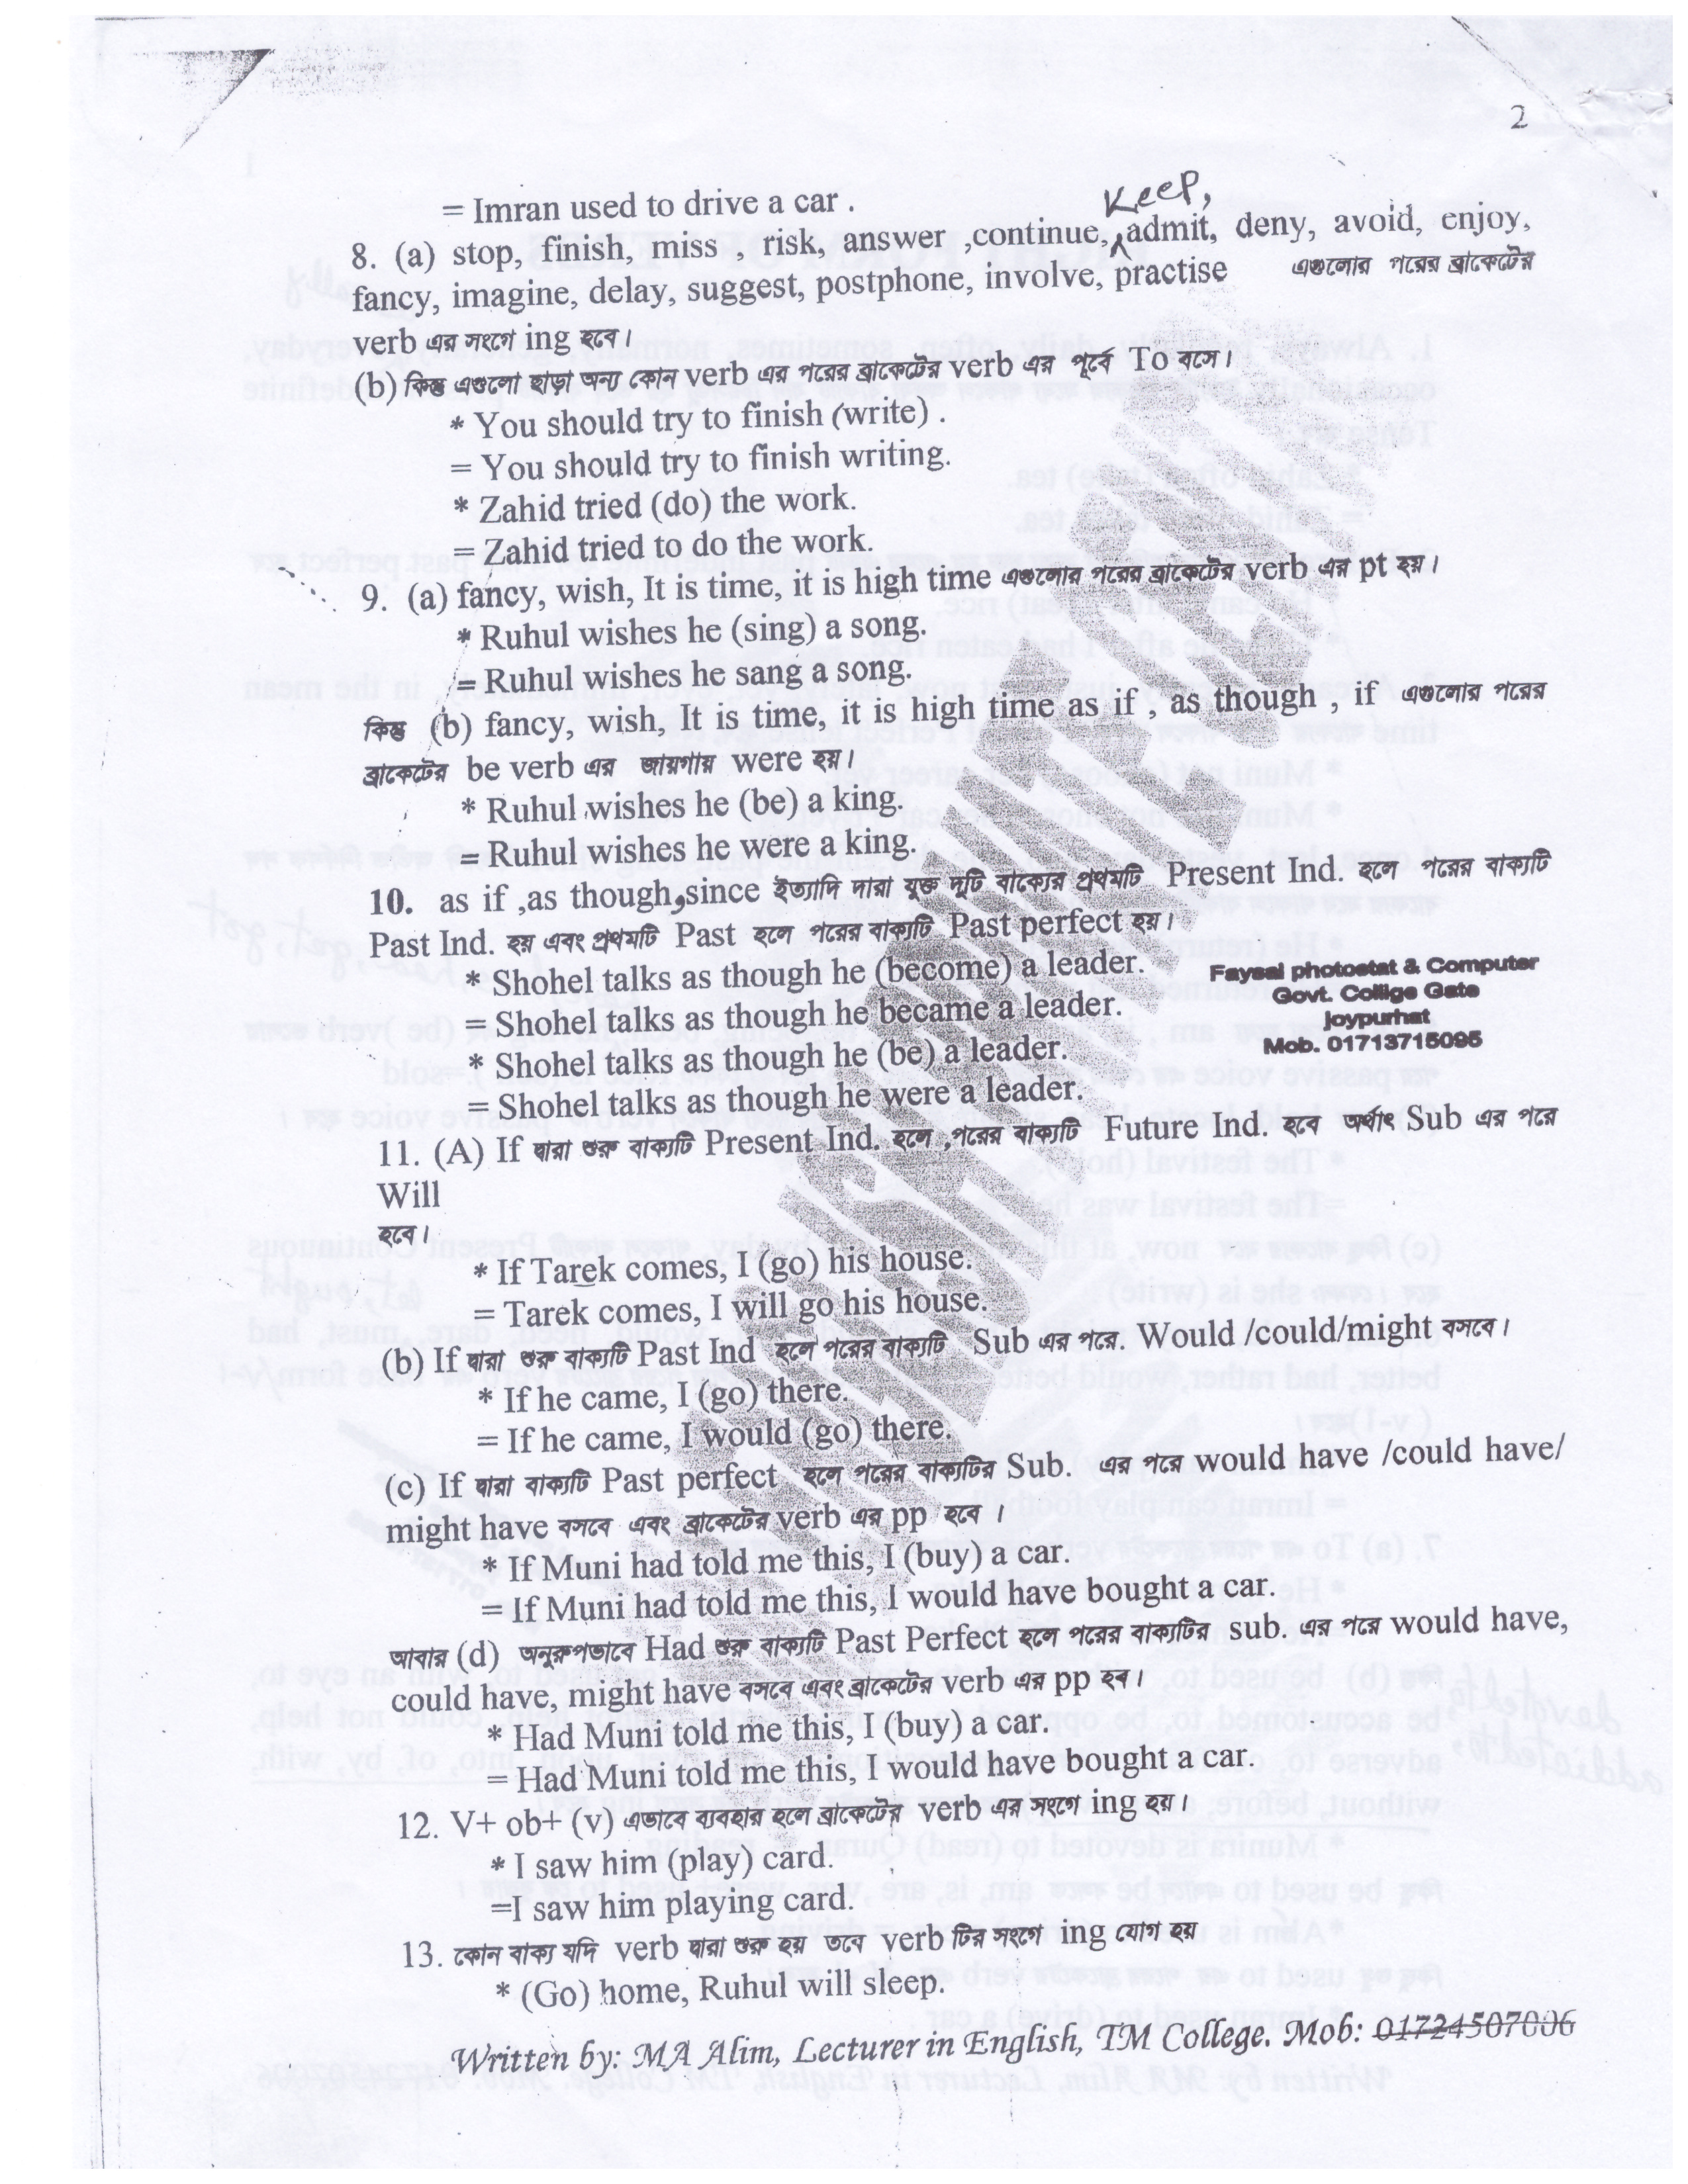 2
= Imran used to drive a car .
Keep,
8. (a) stop, finish, miss , risk, answer ,continue, admit, deny, avoid, enjoy,
fancy, imagine, delay, suggest, postphone, involve, practise এগুলোর পরের ব্রাকেটের
verb এর সংগে ing হবে।
(b) কিন্তু এগুলো ছাড়া অন্য কোন verb এর পরের ব্রাকেটের verb এর পূর্বে To বসে।
* You should try to finish (write) .
= You should try to finish writing.
* Zahid tried (do) the work.
= Zahid tried to do the work.
9. (a) fancy, wish, It is time, it is high time এগুলোর পরের ব্রাকেটের verb এর pt হয়।
* Ruhul wishes he (sing) a song.
= Ruhul wishes he sang a song.
কিন্তু (b) fancy, wish, It is time, it is high time as if , as though , if এগুলোর পরের
ব্রাকেটের be verb এর জায়গায় were হয়।
* Ruhul wishes he (be) a king.
= Ruhul wishes he were a king.
10. as if ,as though,since ইত্যাদি দারা যুক্ত দুটি বাক্যের প্রথমটি Present Ind. হলে পরের বাক্যটি
Past Ind. হয় এবং প্রথমটি Past হলে পরের বাক্যটি Past perfect হয়।
* Shohel talks as though he (become) a leader.
= Shohel talks as though he became a leader.
* Shohel talks as though he (be) a leader.
= Shohel talks as though he were a leader.
Faysal photostat & Computer
Govt. Collige Gate
joypurhat
Mob. 01713715095
11. (A) If দ্বারা শুরু বাক্যটি Present Ind. হলে ,পরের বাক্যটি Future Ind. হবে অর্থাৎ Sub এর পরে
Will
হবে।
* If Tarek comes, I (go) his house.
= Tarek comes, I will go his house.
(b) If দ্বারা শুরু বাক্যটি Past Ind হলে পরের বাক্যটি Sub এর পরে. Would /could/might বসবে।
* If he came, I (go) there.
= If he came, I would (go) there.
(c) If দ্বারা বাক্যটি Past perfect হলে পরের বাক্যটির Sub. এর পরে would have /could have/
might have বসবে এবং ব্রাকেটের verb এর pp হবে ।
* If Muni had told me this, I (buy) a car.
= If Muni had told me this, I would have bought a car.
আবার (d) অনুরুপভাবে Had শুরু বাক্যটি Past Perfect হলে পরের বাক্যটির sub. এর পরে would have,
could have, might have বসবে এবং ব্রাকেটের verb এর pp হব।
* Had Muni told me this, I (buy) a car.
= Had Muni told me this, I would have bought a car.
12. V+ ob+ (v) এভাবে ব্যবহার হলে ব্রাকেটের verb এর সংগে ing হয়।
* I saw him (play) card.
=I saw him playing card.
13. কোন বাক্য যদি verb দ্বারা শুরু হয় তবে verb টির সংগে ing যোগ হয়
* (Go) home, Ruhul will sleep.
Written by: MA Alim, Lecturer in English, TM College. Mob: 01724507006